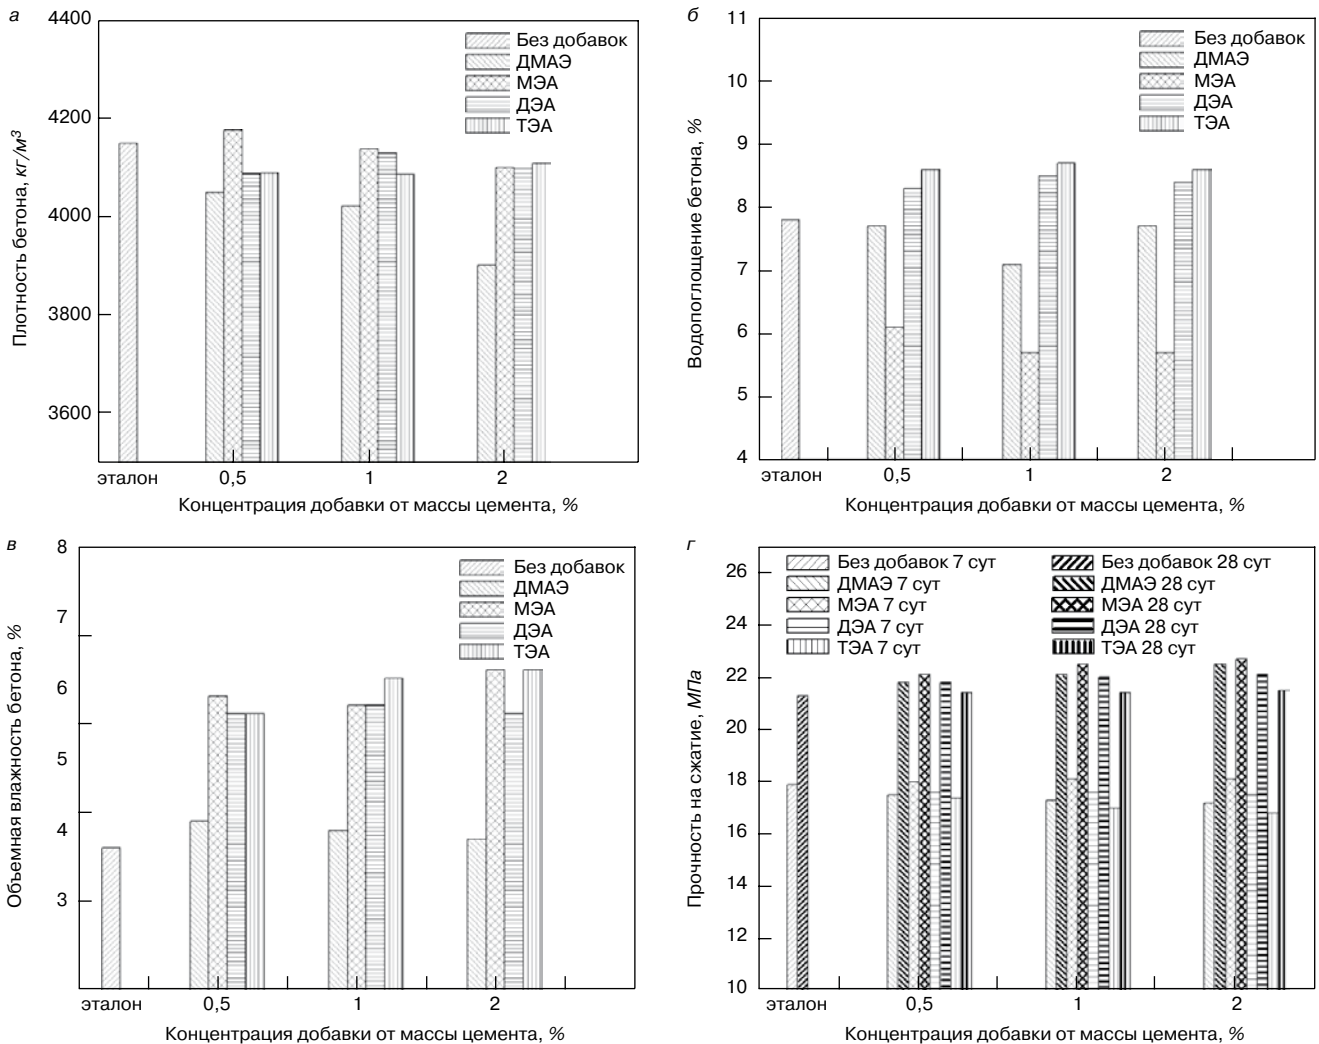 а
4400
4200
4000
3800
3600
Плотность бетона, кг/м³
Без добавок
ДМАЭ
МЭА
ДЭА
ТЭА
эталон 0,5 1 2
Концентрация добавки от массы цемента, %
б
11
10
9
8
7
6
5
4
Водопоглощение бетона, %
Без добавок
ДМАЭ
МЭА
ДЭА
ТЭА
эталон 0,5 1 2
Концентрация добавки от массы цемента, %
в
8
7
6
5
4
3
Объемная влажность бетона, %
Без добавок
ДМАЭ
МЭА
ДЭА
ТЭА
эталон 0,5 1 2
Концентрация добавки от массы цемента, %
г
26
24
22
20
18
16
14
12
10
Прочность на сжатие, МПа
Без добавок 7 сут
ДМАЭ 7 сут
МЭА 7 сут
ДЭА 7 сут
ТЭА 7 сут
Без добавок 28 сут
ДМАЭ 28 сут
МЭА 28 сут
ДЭА 28 сут
ТЭА 28 сут
эталон 0,5 1 2
Концентрация добавки от массы цемента, %